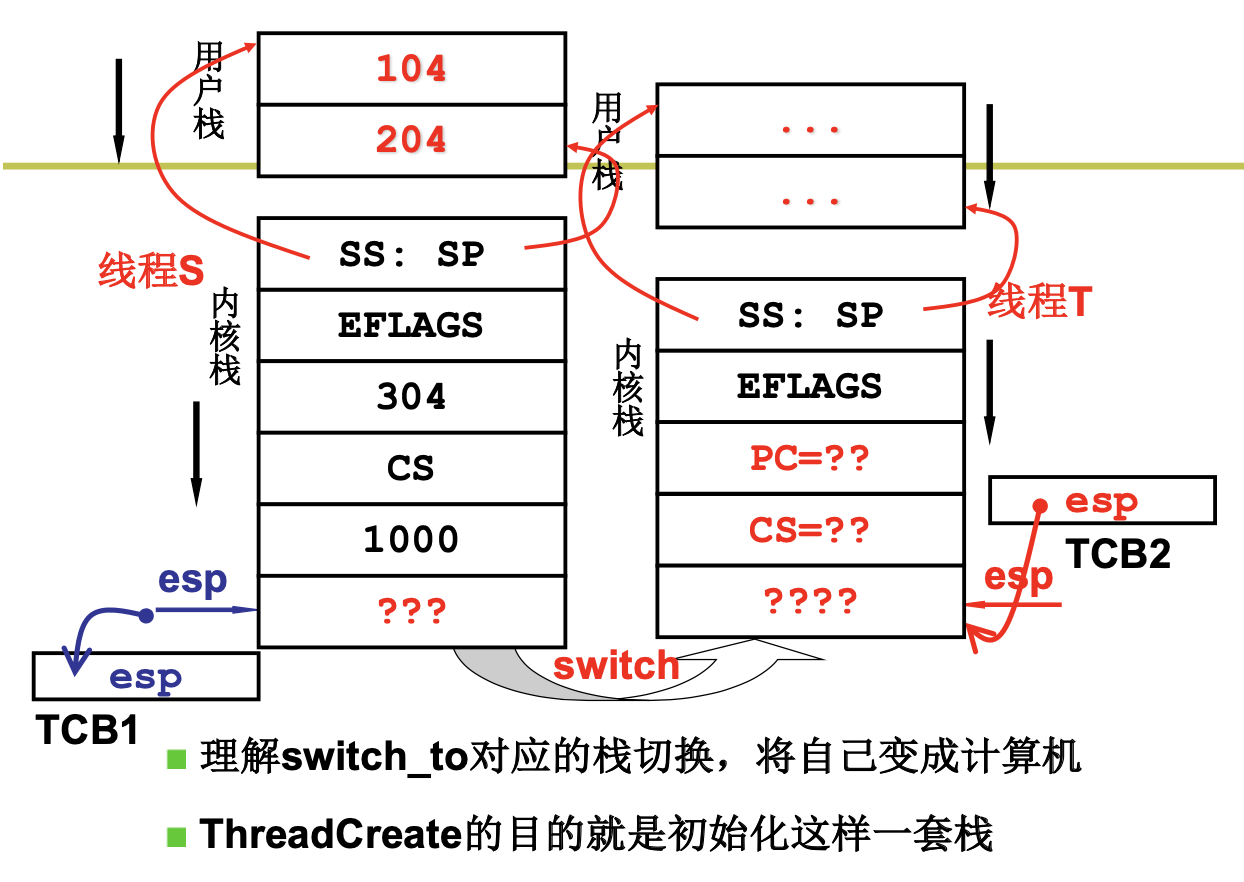 用户栈
104
204
线程S
内核栈
SS: SP
EFLAGS
304
CS
1000
???
esp
esp
TCB1
用户栈
...
...
线程T
内核栈
SS: SP
EFLAGS
PC=??
CS=??
????
esp
esp
TCB2
switch
理解switch_to对应的栈切换，将自己变成计算机
ThreadCreate的目的就是初始化这样一套栈